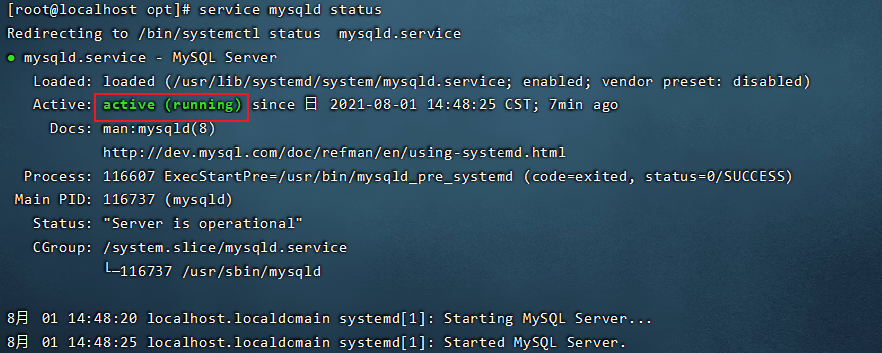 [root@localhost opt]# service mysqld status
Redirecting to /bin/systemctl status  mysqld.service
● mysqld.service - MySQL Server
   Loaded: loaded (/usr/lib/systemd/system/mysqld.service; enabled; vendor preset: disabled)
   Active: active (running) since 日 2021-08-01 14:48:25 CST; 7min ago
     Docs: man:mysqld(8)
           http://dev.mysql.com/doc/refman/en/using-systemd.html
  Process: 116607 ExecStartPre=/usr/bin/mysqld_pre_systemd (code=exited, status=0/SUCCESS)
 Main PID: 116737 (mysqld)
   Status: "Server is operational"
   CGroup: /system.slice/mysqld.service
           └─116737 /usr/sbin/mysqld
8月 01 14:48:20 localhost.localdomain systemd[1]: Starting MySQL Server...
8月 01 14:48:25 localhost.localdomain systemd[1]: Started MySQL Server.